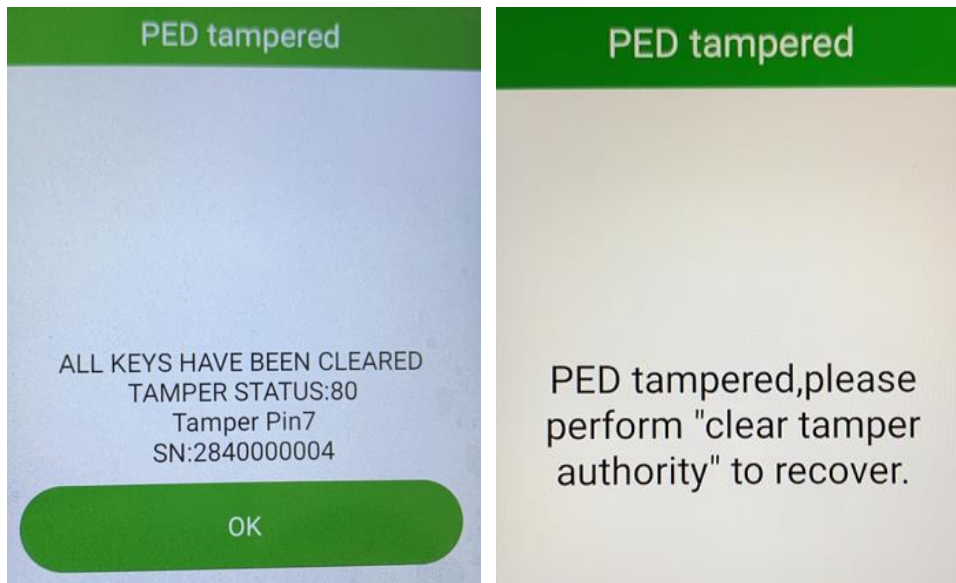 PED tampered
ALL KEYS HAVE BEEN CLEARED
TAMPER STATUS:80
Tamper Pin7
SN:2840000004
OK
PED tampered
PED tampered,please
perform "clear tamper
authority" to recover.